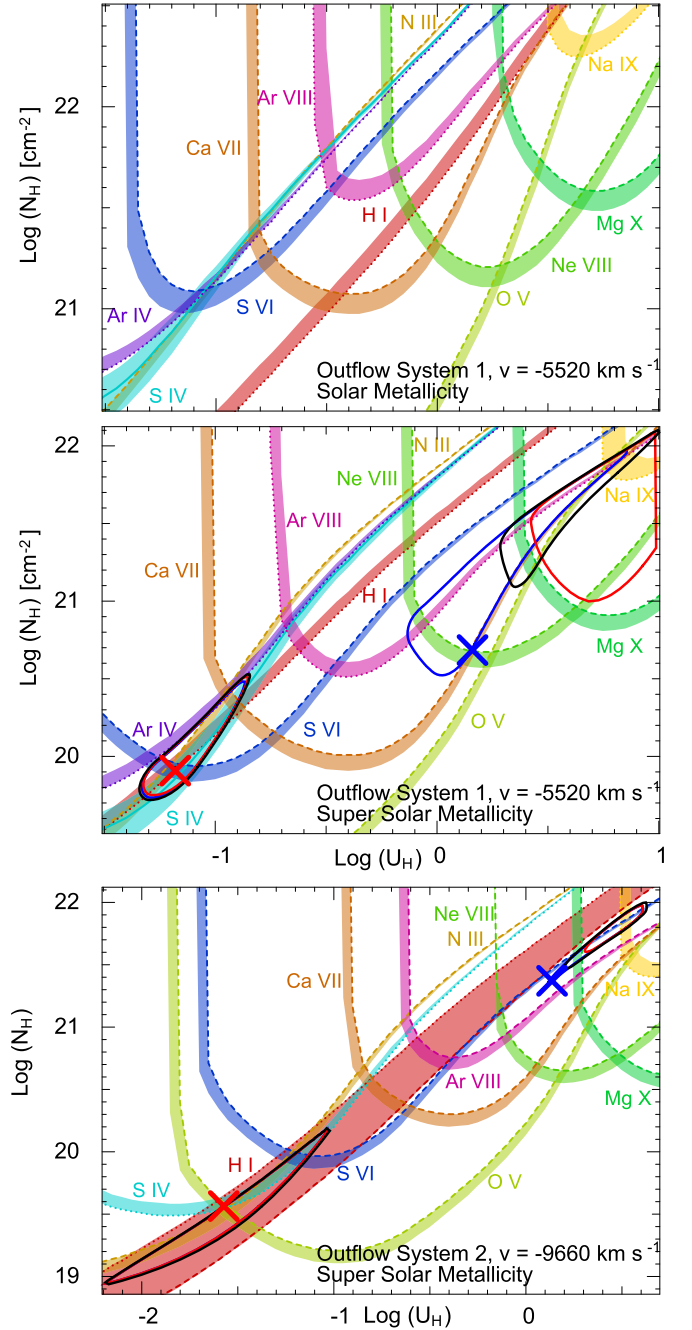 N III
Na IX
22
Ar VIII
Ca VII
H I
Mg X
Ne VIII
Log (N_H) [cm⁻²]
21
O V
Ar IV
S VI
S IV
Outflow System 1, v = -5520 km s⁻¹
Solar Metallicity
22
N III
Ne VIII
Na IX
Ar VIII
Ca VII
21
H I
Log (N_H) [cm⁻²]
Mg X
Ar IV
S VI
O V
20
S IV
Outflow System 1, v = -5520 km s⁻¹
Super Solar Metallicity
-1 0 1
Log (U_H)
22
Ne VIII
N III
Ca VII
Na IX
21
Log (N_H)
Ar VIII
Mg X
20
H I
S VI
S IV
O V
Outflow System 2, v = -9660 km s⁻¹
19
Super Solar Metallicity
-2 -1 0
Log (U_H)